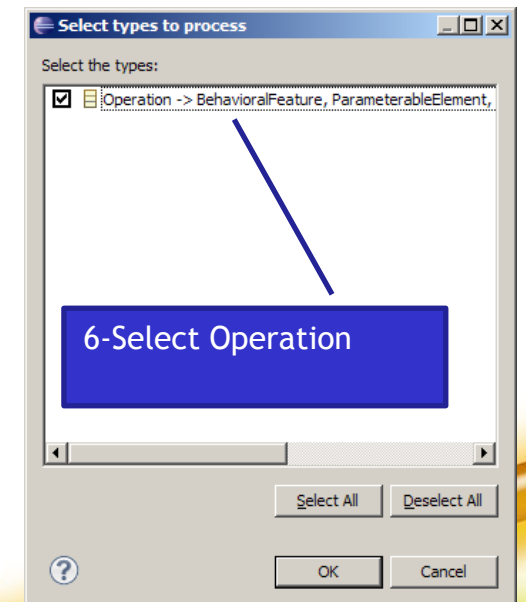 Select types to process
Select the types:
Operation -> BehavioralFeature, ParameterableElement,
6-Select Operation
Select All
Deselect All
?
OK
Cancel